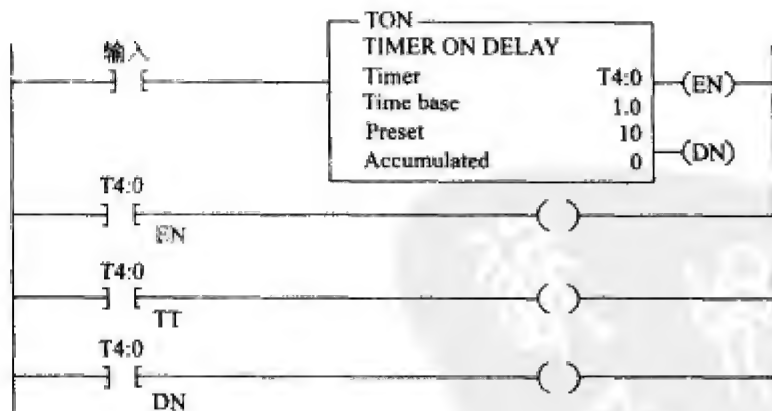 TON
TIMER ON DELAY
输入
Timer T4:0 (EN)
Time base 1.0
Preset 10
(DN)
Accumulated 0
T4:0
EN
T4:0
TT
T4:0
DN